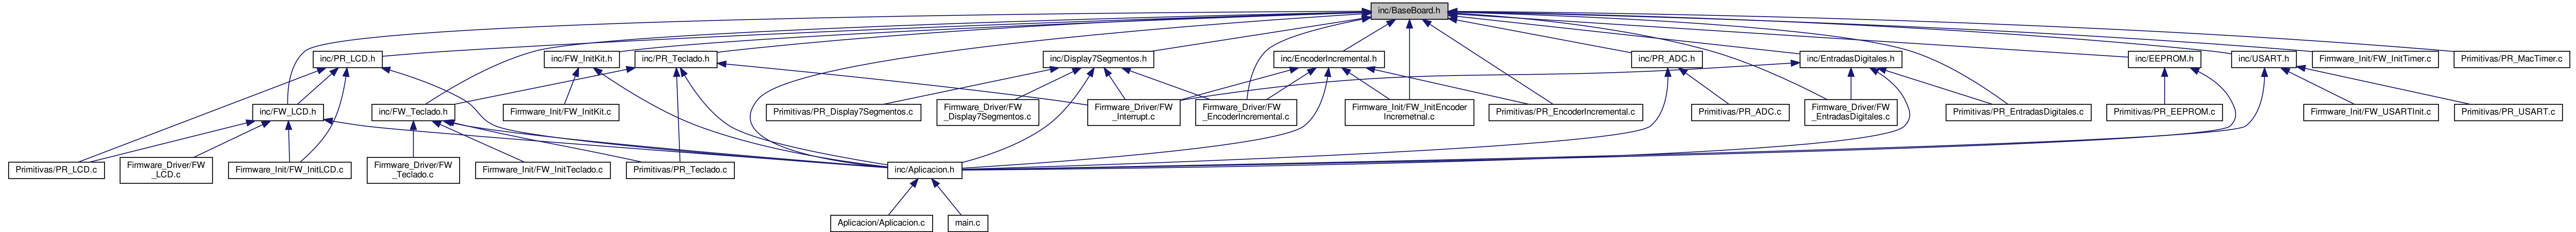 inc/BaseBoard.h
inc/PR_LCD.h
inc/FW_InitKit.h
inc/PR_Teclado.h
inc/Display7Segmentos.h
inc/EncoderIncremental.h
inc/PR_ADC.h
inc/EntradasDigitales.h
inc/EEPROM.h
inc/USART.h
Firmware_Init/FW_InitTimer.c
Primitivas/PR_MacTimer.c
inc/FW_LCD.h
inc/FW_Teclado.h
Firmware_Init/FW_InitKit.c
Primitivas/PR_Display7Segmentos.c
Firmware_Driver/FW
_Display7Segmentos.c
Firmware_Driver/FW
_Interrupt.c
Firmware_Driver/FW
_EncoderIncremental.c
Firmware_Init/FW_InitEncoder
Incremetnal.c
Primitivas/PR_EncoderIncremental.c
Primitivas/PR_ADC.c
Firmware_Driver/FW
_EntradasDigitales.c
Primitivas/PR_EntradasDigitales.c
Primitivas/PR_EEPROM.c
Firmware_Init/FW_USARTInit.c
Primitivas/PR_USART.c
Primitivas/PR_LCD.c
Firmware_Driver/FW
_LCD.c
Firmware_Init/FW_InitLCD.c
Firmware_Driver/FW
_Teclado.c
Firmware_Init/FW_InitTeclado.c
Primitivas/PR_Teclado.c
inc/Aplicacion.h
Aplicacion/Aplicacion.c
main.c